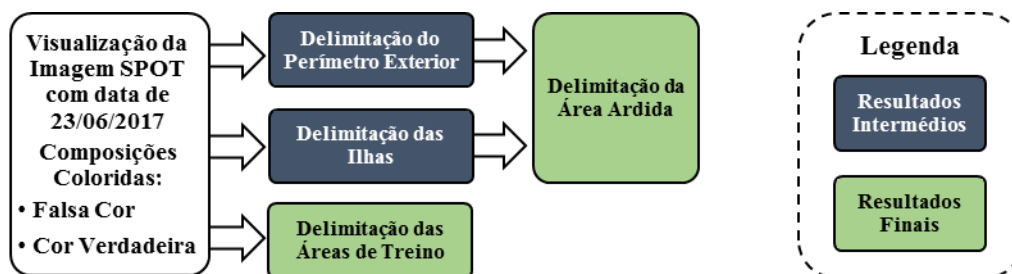 Visualização da
Imagem SPOT
com data de
23/06/2017
Composições
Coloridas:
• Falsa Cor
• Cor Verdadeira
Delimitação do
Perímetro Exterior
Delimitação das
Ilhas
Delimitação das
Áreas de Treino
Delimitação da
Área Ardida
Legenda
Resultados
Intermédios
Resultados
Finais